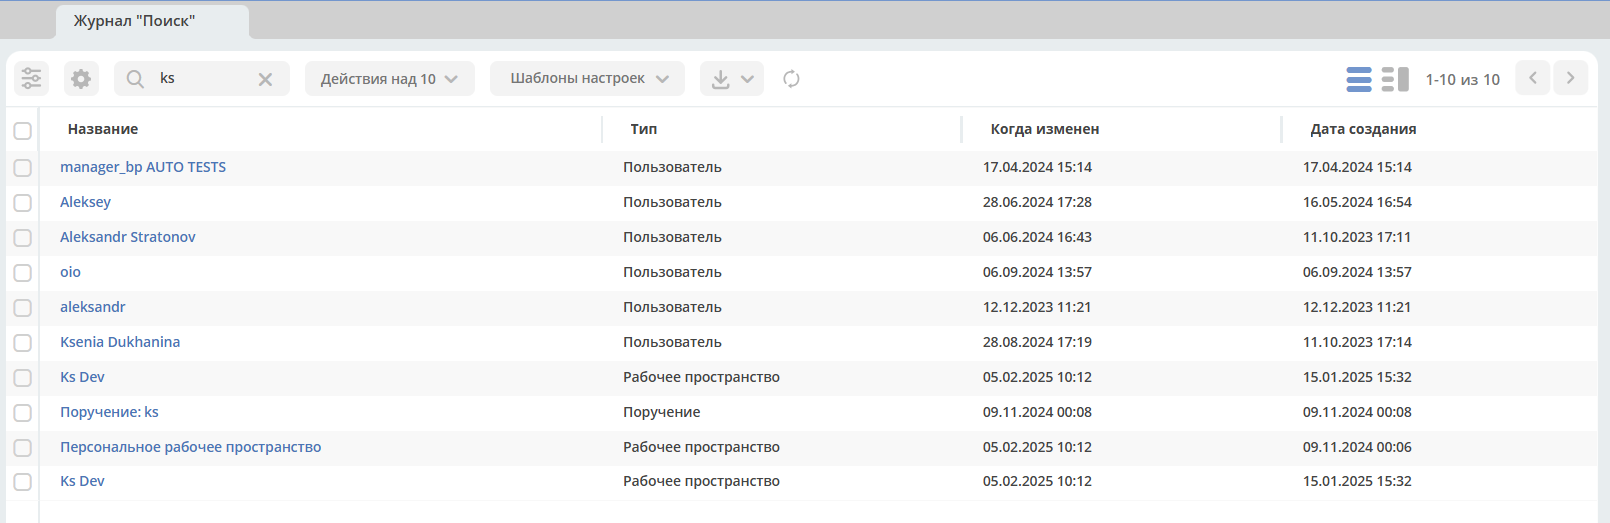 Журнал "Поиск"
ks Действия над 10 Шаблоны настроек 1-10 из 10
Название Тип Когда изменен Дата создания
manager_bp AUTO TESTS Пользователь 17.04.2024 15:14 17.04.2024 15:14
Aleksey Пользователь 28.06.2024 17:28 16.05.2024 16:54
Aleksandr Stratonov Пользователь 06.06.2024 16:43 11.10.2023 17:11
oio Пользователь 06.09.2024 13:57 06.09.2024 13:57
aleksandr Пользователь 12.12.2023 11:21 12.12.2023 11:21
Ksenia Dukhanina Пользователь 28.08.2024 17:19 11.10.2023 17:14
Ks Dev Рабочее пространство 05.02.2025 10:12 15.01.2025 15:32
Поручение: ks Поручение 09.11.2024 00:08 09.11.2024 00:08
Персональное рабочее пространство Рабочее пространство 05.02.2025 10:12 09.11.2024 00:06
Ks Dev Рабочее пространство 05.02.2025 10:12 15.01.2025 15:32